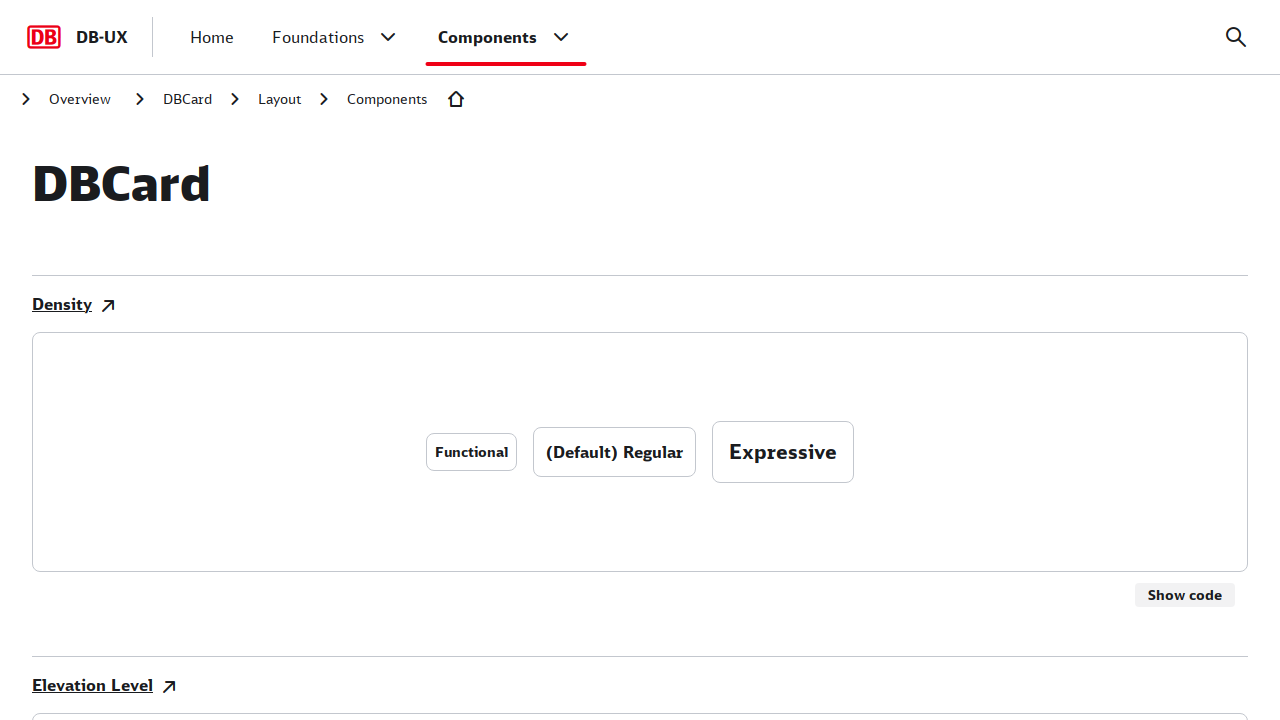 DB DB-UX Home Foundations Components
Overview DBCard Layout Components
DBCard
Density
Functional (Default) Regular Expressive
Show code
Elevation Level